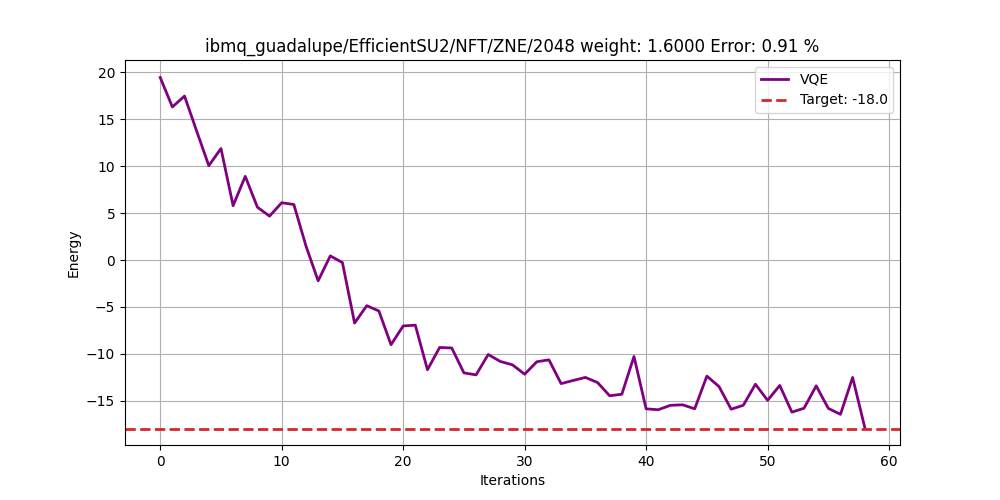 ibmq_guadalupe/EfficientSU2/NFT/ZNE/2048 weight: 1.6000 Error: 0.91 %
VQE
Target: -18.0
20
15
10
5
0
−5
−10
−15
Energy
0 10 20 30 40 50 60
Iterations